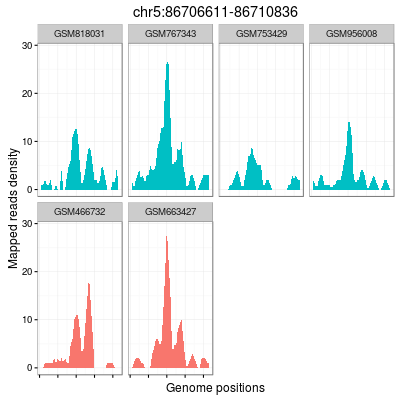 chr5:86706611-86710836
GSM818031 GSM767343 GSM753429 GSM956008
30
20
10
0
GSM466732 GSM663427
30
20
10
0
Mapped reads density
Genome positions